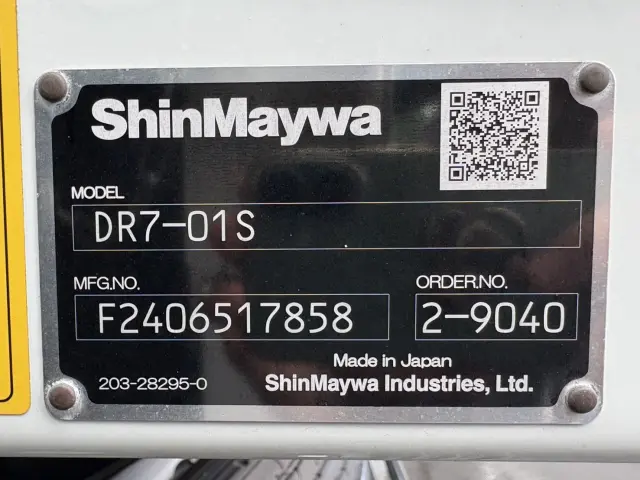 ShinMaywa
MODEL
DR7-01S
MFG.NO. ORDER.NO.
F2406517858 2-9040
Made in Japan
203-28295-0 ShinMaywa Industries, Ltd.